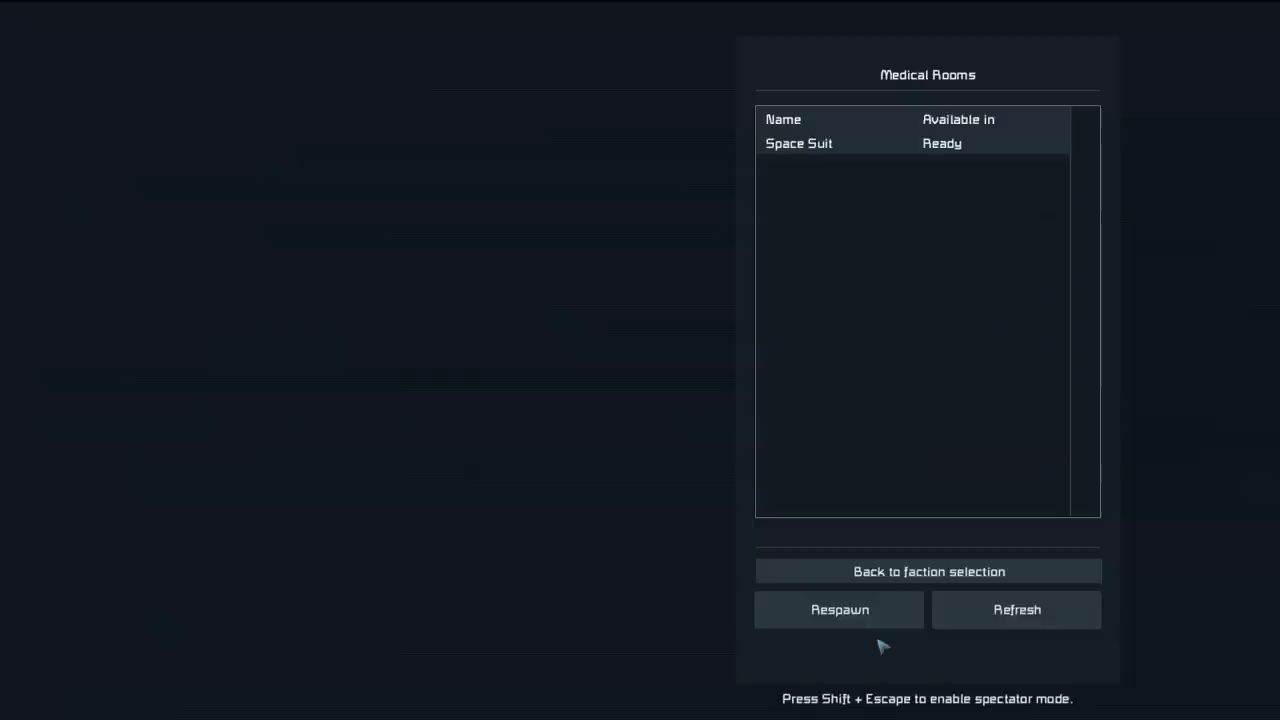 Medical Rooms
Name Available in
Space Suit Ready
Back to faction selection
Respawn Refresh
Press Shift + Escape to enable spectator mode.